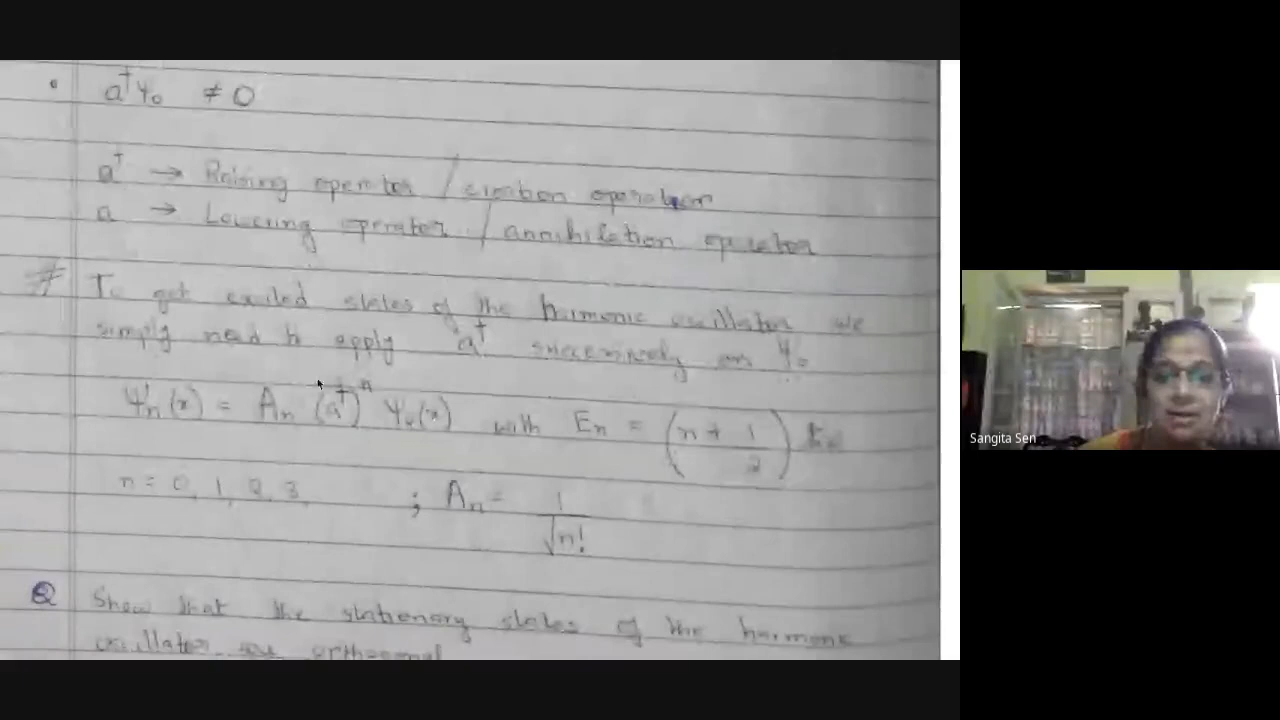 • a†ψ₀ ≠ 0
a† → Raising operator / creation operator
a → Lowering operator / annihilation operator
# To get excited states of the harmonic oscillator we
simply need to apply a† successively on ψ₀
ψₙ(x) = Aₙ (a†)ⁿ ψ₀(x) with Eₙ = (n + 1/2) ħω
n = 0, 1, 2, 3, ; Aₙ = 1/√n!
Q Show that the stationary states of the harmonic
oscillator are orthogonal
Sangita Sen